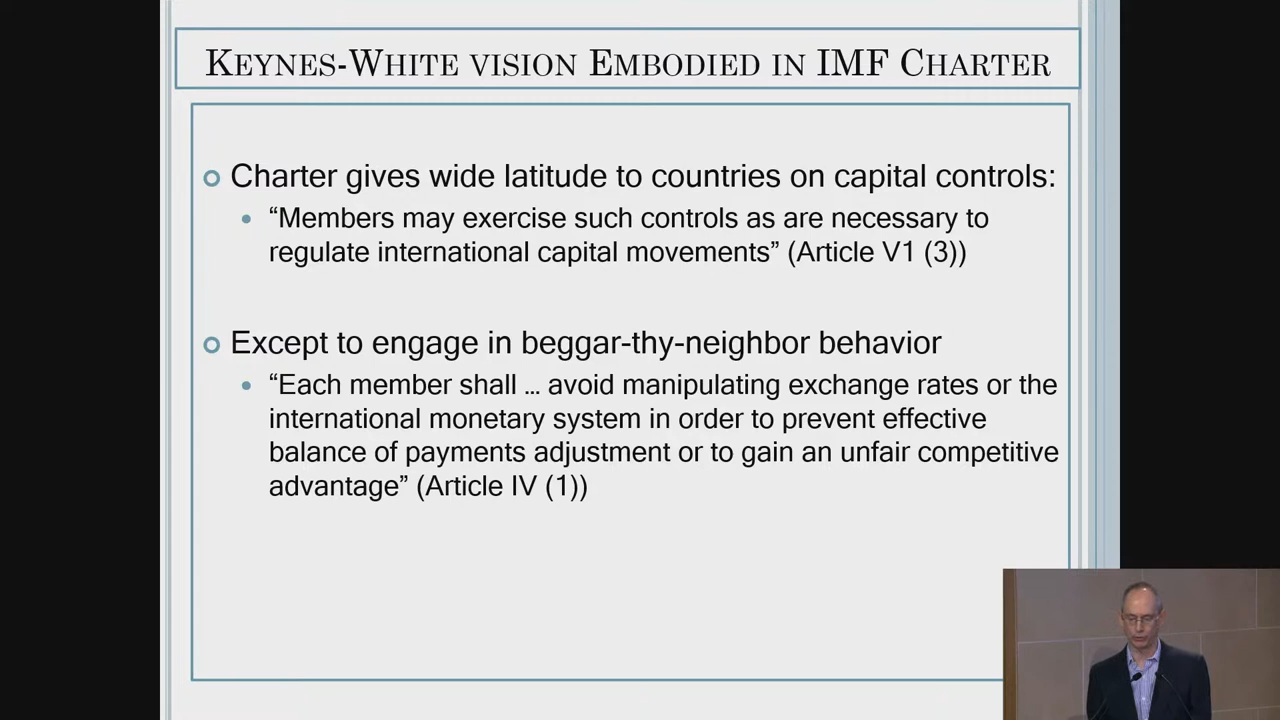 KEYNES-WHITE VISION EMBODIED IN IMF CHARTER
Charter gives wide latitude to countries on capital controls:
“Members may exercise such controls as are necessary to
regulate international capital movements” (Article V1 (3))
Except to engage in beggar-thy-neighbor behavior
“Each member shall ... avoid manipulating exchange rates or the
international monetary system in order to prevent effective
balance of payments adjustment or to gain an unfair competitive
advantage” (Article IV (1))